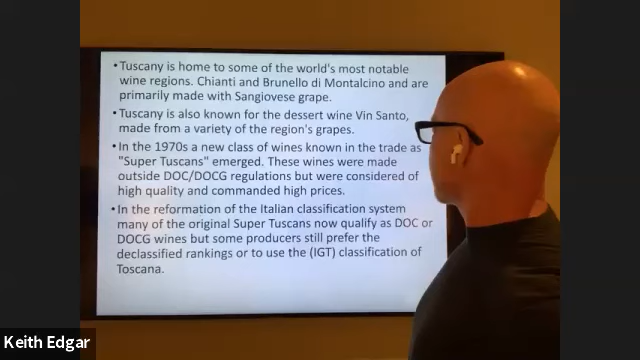 •Tuscany is home to some of the world's most notable
wine regions. Chianti and Brunello di Montalcino and are
primarily made with Sangiovese grape.
•Tuscany is also known for the dessert wine Vin Santo,
made from a variety of the region's grapes.
•In the 1970s a new class of wines known in the trade as
"Super Tuscans" emerged. These wines were made
outside DOC/DOCG regulations but were considered of
high quality and commanded high prices.
•In the reformation of the Italian classification system
many of the original Super Tuscans now qualify as DOC or
DOCG wines but some producers still prefer the
declassified rankings or to use the (IGT) classification of
Toscana.
Keith Edgar